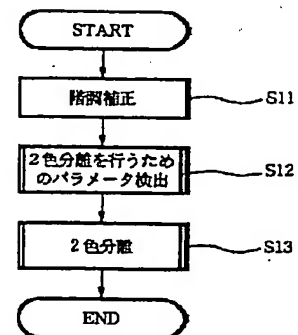 START
階調補正
S11
2色分離を行うため
のパラメータ検出
S12
2色分離
S13
END